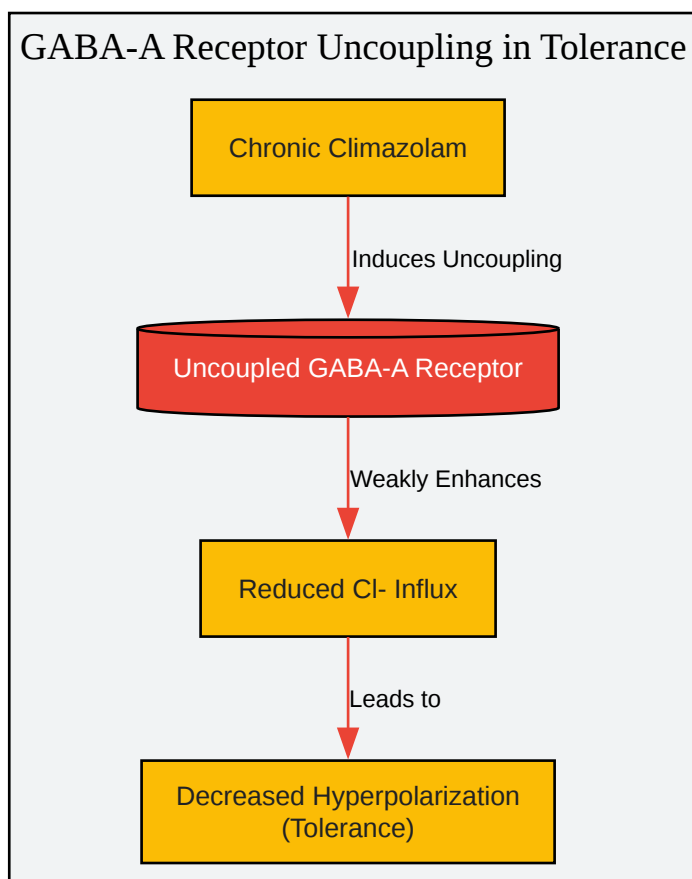 GABA-A Receptor Uncoupling in Tolerance
Chronic Climazolam
Induces Uncoupling
Uncoupled GABA-A Receptor
Weakly Enhances
Reduced Cl- Influx
Leads to
Decreased Hyperpolarization
(Tolerance)